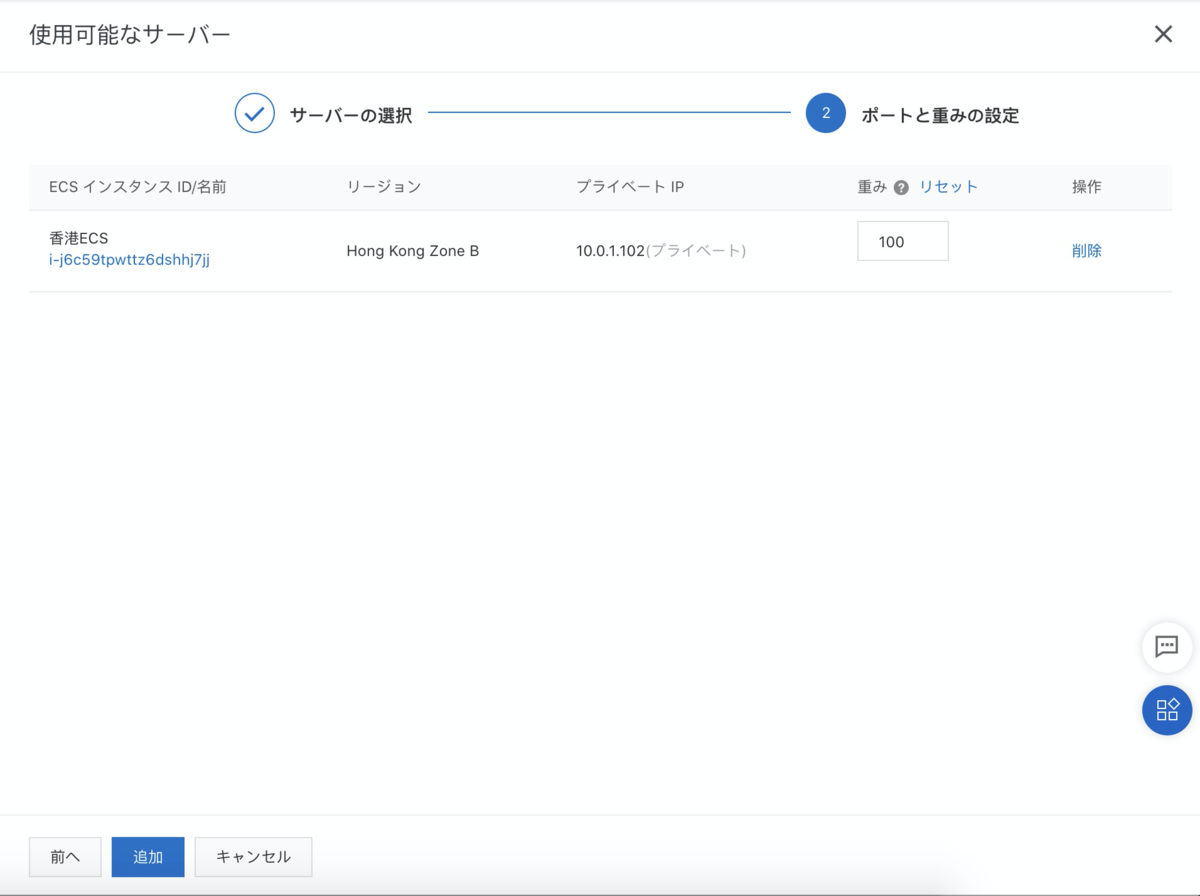 使用可能なサーバー
サーバーの選択
2
ポートと重みの設定
ECS インスタンス ID/名前
リージョン
プライベート IP
重み ? リセット
操作
香港ECS
i-j6c59tpwttz6dshhj7jj
Hong Kong Zone B
10.0.1.102(プライベート)
100
削除
前へ
追加
キャンセル